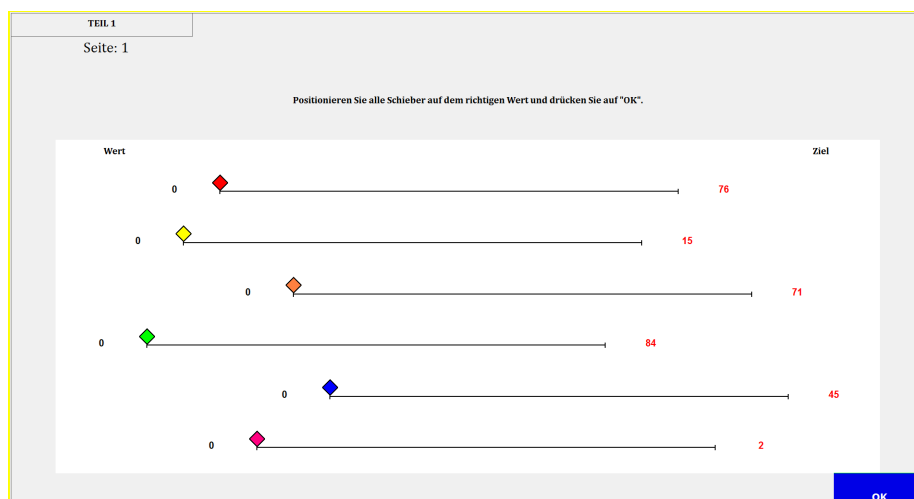 TEIL 1
Seite: 1
Positionieren Sie alle Schieber auf dem richtigen Wert und drücken Sie auf "OK".
Wert Ziel
0 76
0 15
0 71
0 84
0 45
0 2
OK